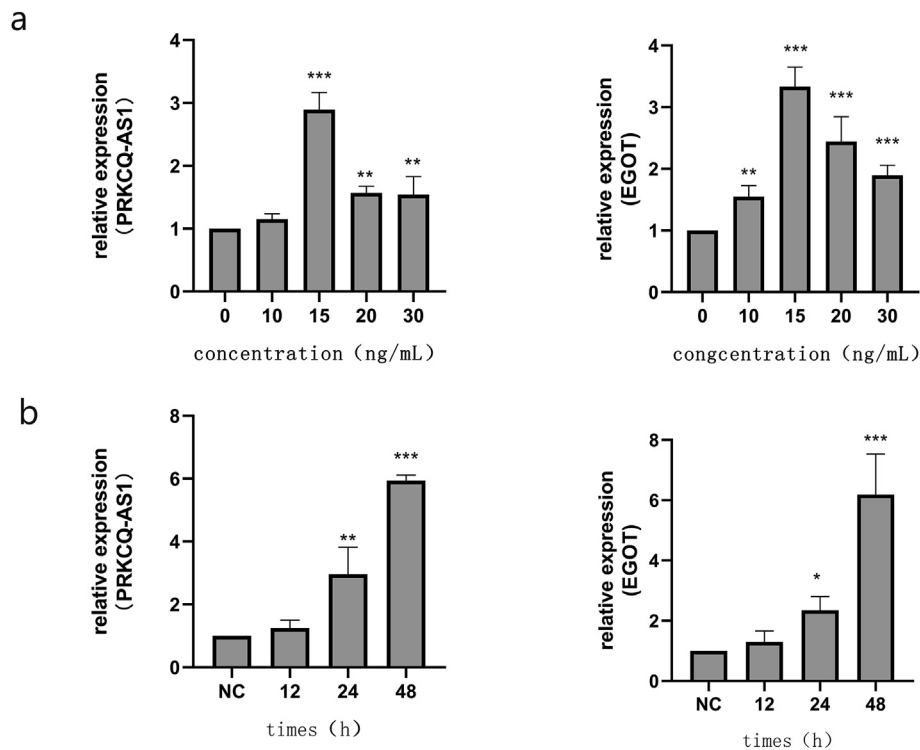 a
relative expression
（PRKCQ-AS1）
4
3
2
1
0
***
**
**
0 10 15 20 30
concentration（ng/mL）
relative expression
(EGOT)
4
3
2
1
0
**
***
***
***
0 10 15 20 30
congcentration（ng/mL）
b
relative expression
（PRKCQ-AS1）
8
6
4
2
0
**
***
NC 12 24 48
times（h）
relative expression
(EGOT)
8
6
4
2
0
*
***
NC 12 24 48
times（h）